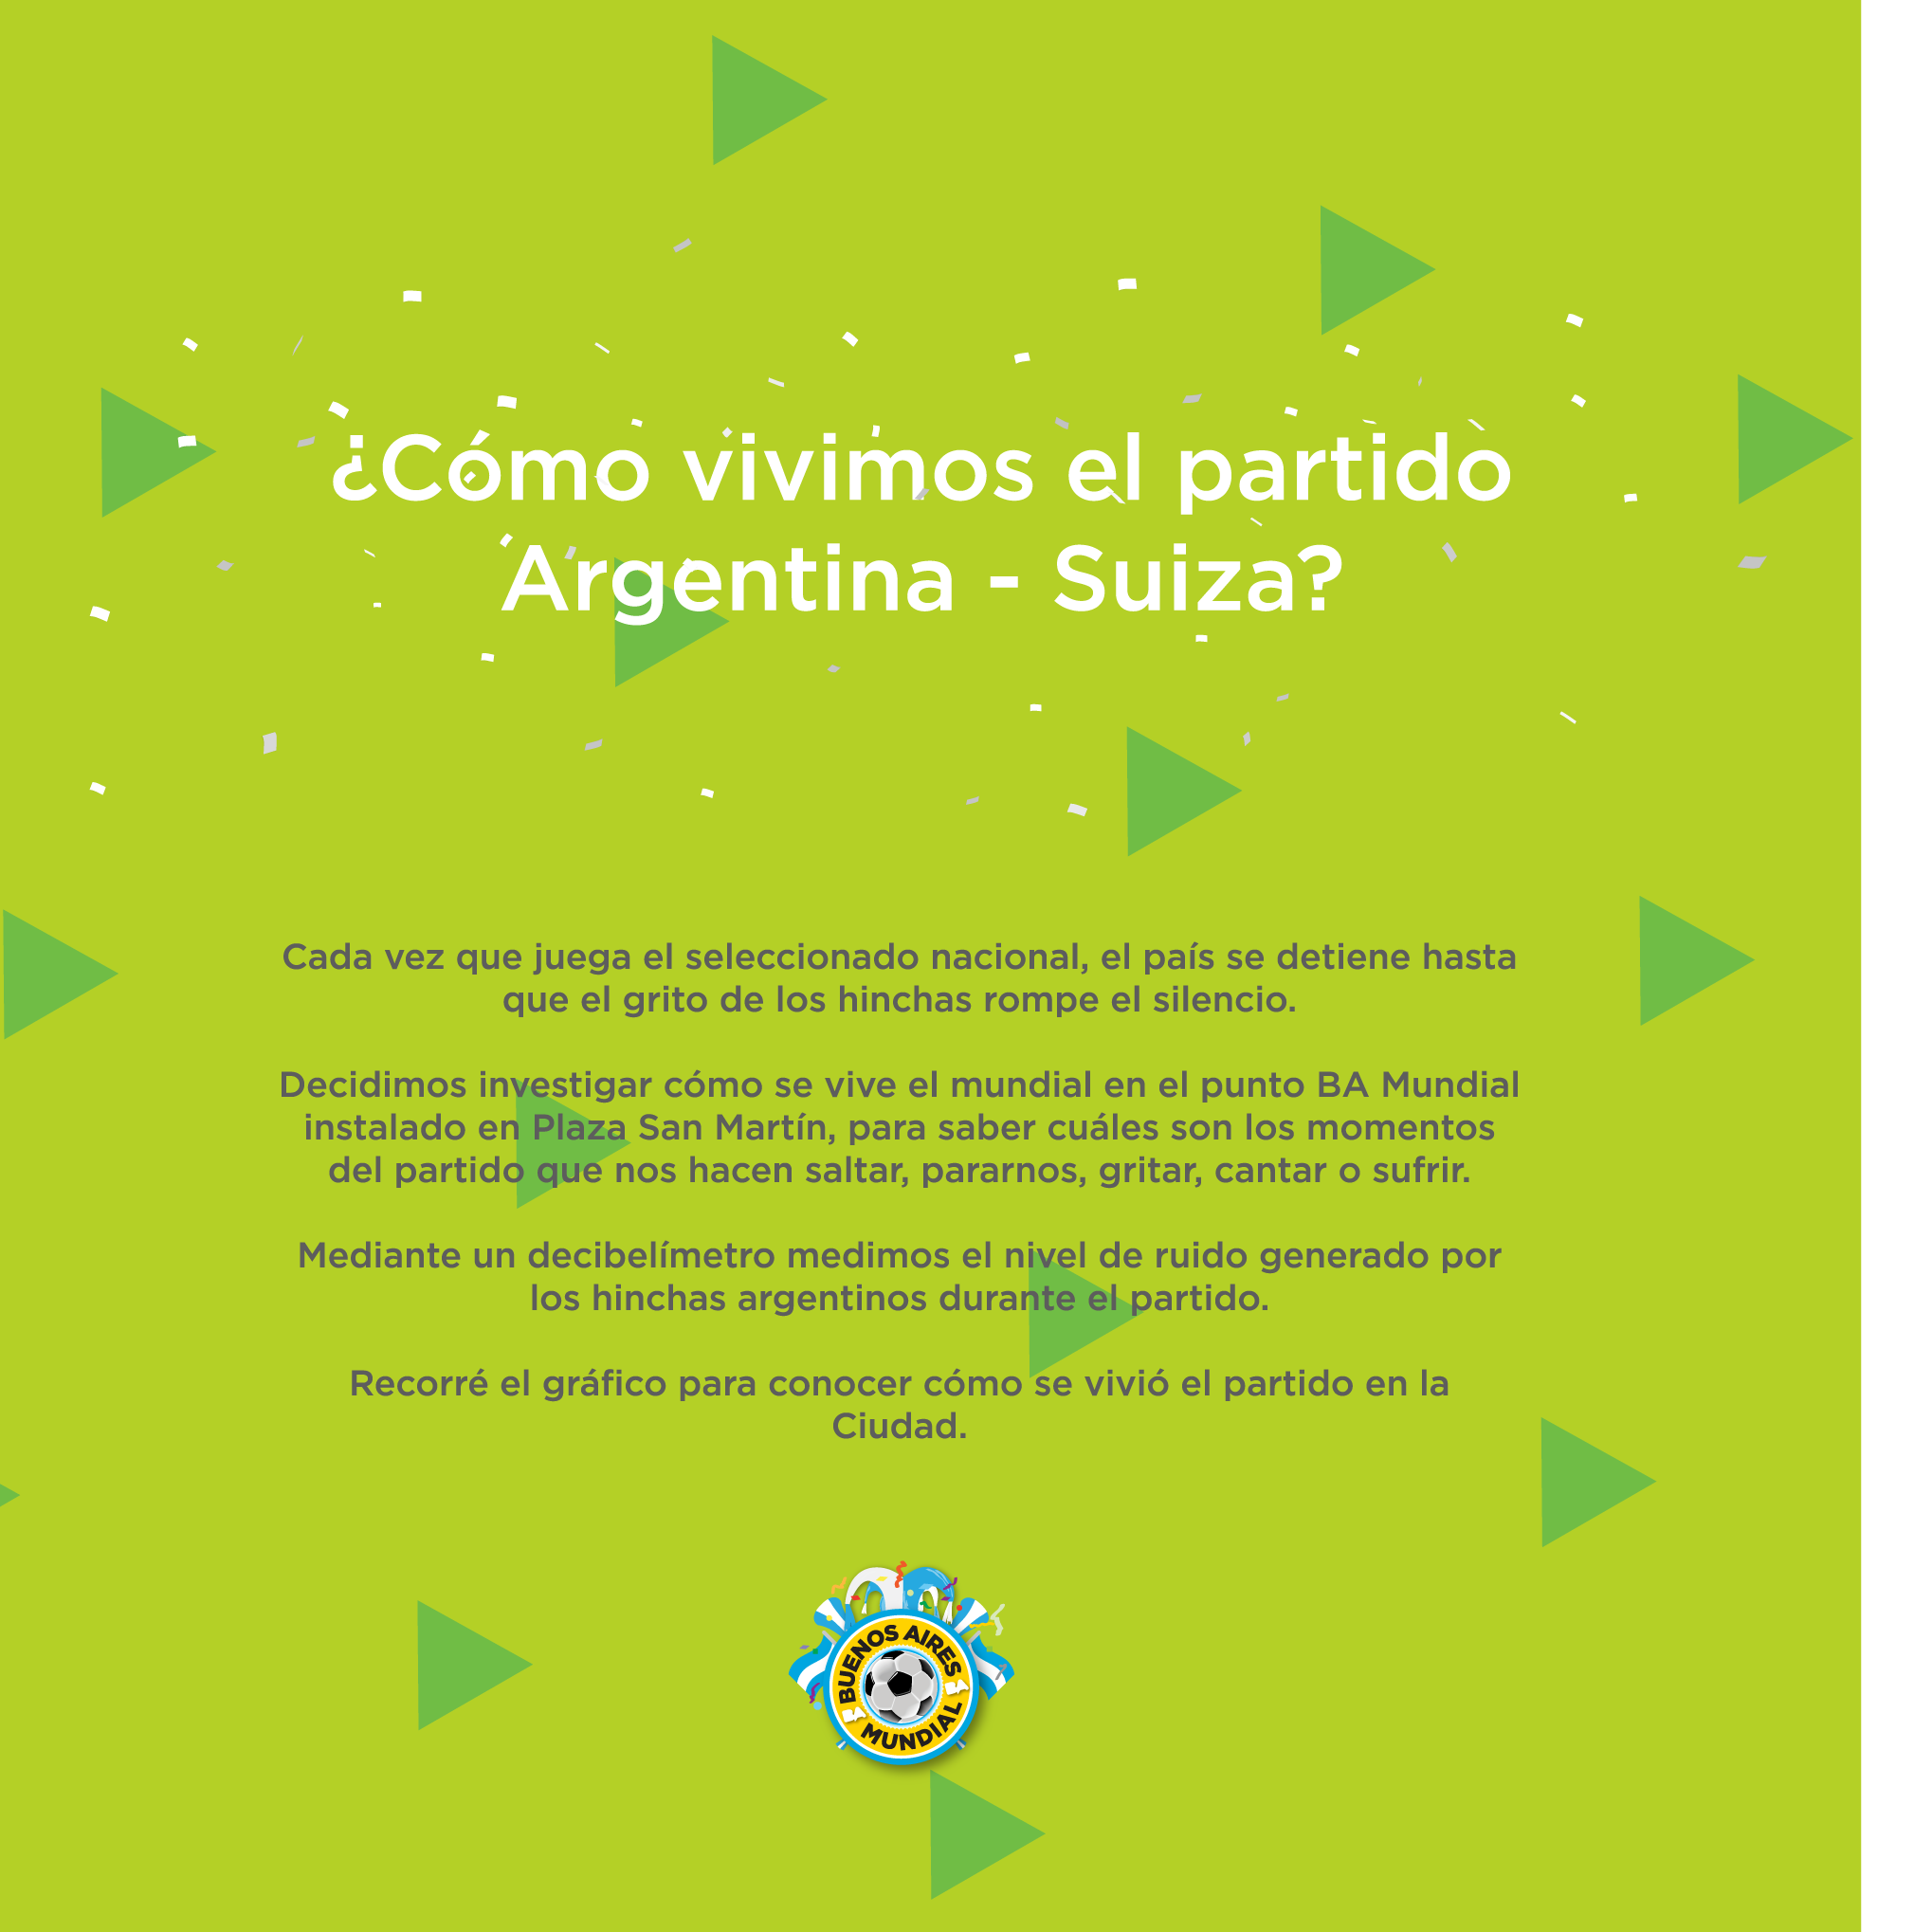 ¿Cómo vivimos el partido
Argentina - Suiza?
Cada vez que juega el seleccionado nacional, el país se detiene hasta
que el grito de los hinchas rompe el silencio.
Decidimos investigar cómo se vive el mundial en el punto BA Mundial
instalado en Plaza San Martín, para saber cuáles son los momentos
del partido que nos hacen saltar, pararnos, gritar, cantar o sufrir.
Mediante un decibelímetro medimos el nivel de ruido generado por
los hinchas argentinos durante el partido.
Recorré el gráfico para conocer cómo se vivió el partido en la
Ciudad.
BUENOS AIRES
BA
BA
MUNDIAL